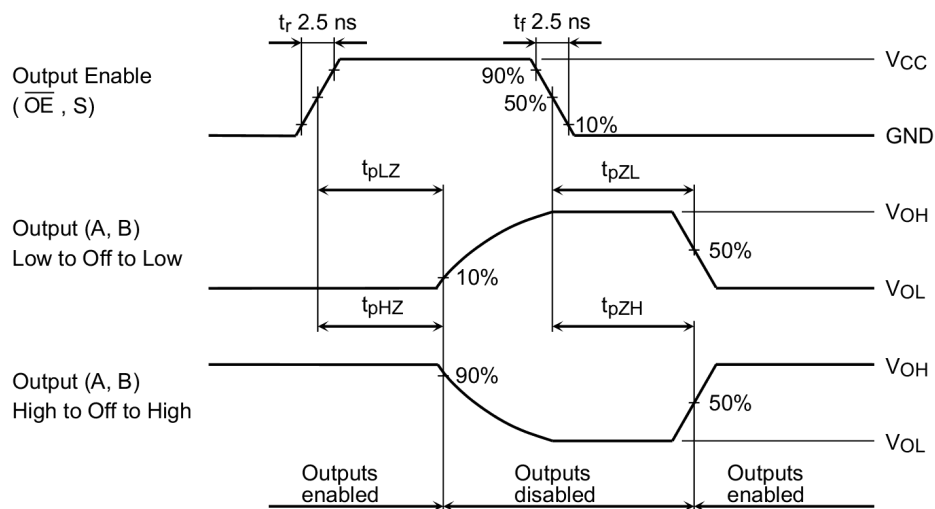 tr 2.5 ns
tf 2.5 ns
Output Enable
( OE , S)
90%
50%
10%
VCC
GND
tpLZ
tpZL
Output (A, B)
Low to Off to Low
10%
50%
VOH
VOL
tpHZ
tpZH
Output (A, B)
High to Off to High
90%
50%
VOH
VOL
Outputs
enabled
Outputs
disabled
Outputs
enabled